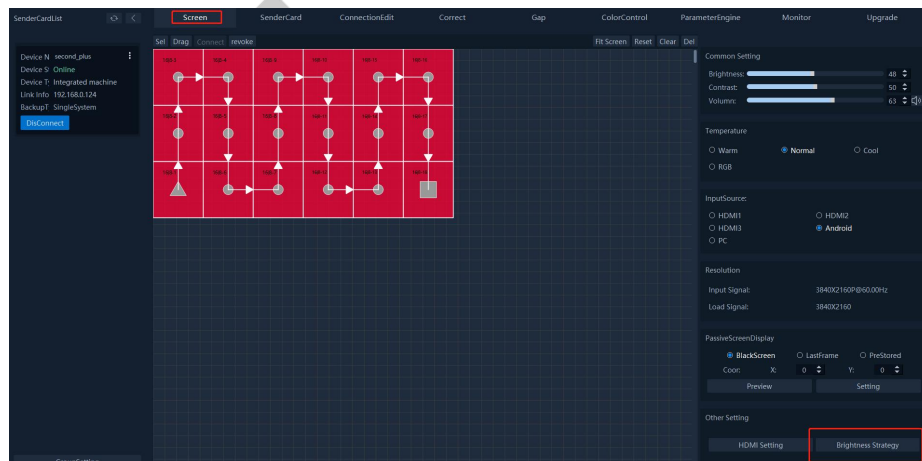 SenderCardList
Screen SenderCard ConnectionEdit Correct Gap ColorControl ParameterEngine Monitor Upgrade
Sel Drag Connect revoke Fit Screen Reset Clear Del
Device N second_plus
Device S Online
Device T: Integrated machine
Link Info 192.168.0.124
BackupT SingleSystem
DisConnect
Common Setting
Brightness: 48
Contrast: 50
Volumn: 63
Temperature
Warm Normal Cool
RGB
InputSource:
HDMI1 HDMI2
HDMI3 Android
PC
Resolution
Input Signal: 3840X2160P@60.00Hz
Load Signal: 3840X2160
PassiveScreenDisplay
BlackScreen LastFrame PreStored
Coor: X: 0 Y: 0
Preview Setting
Other Setting
HDMI Setting Brightness Strategy